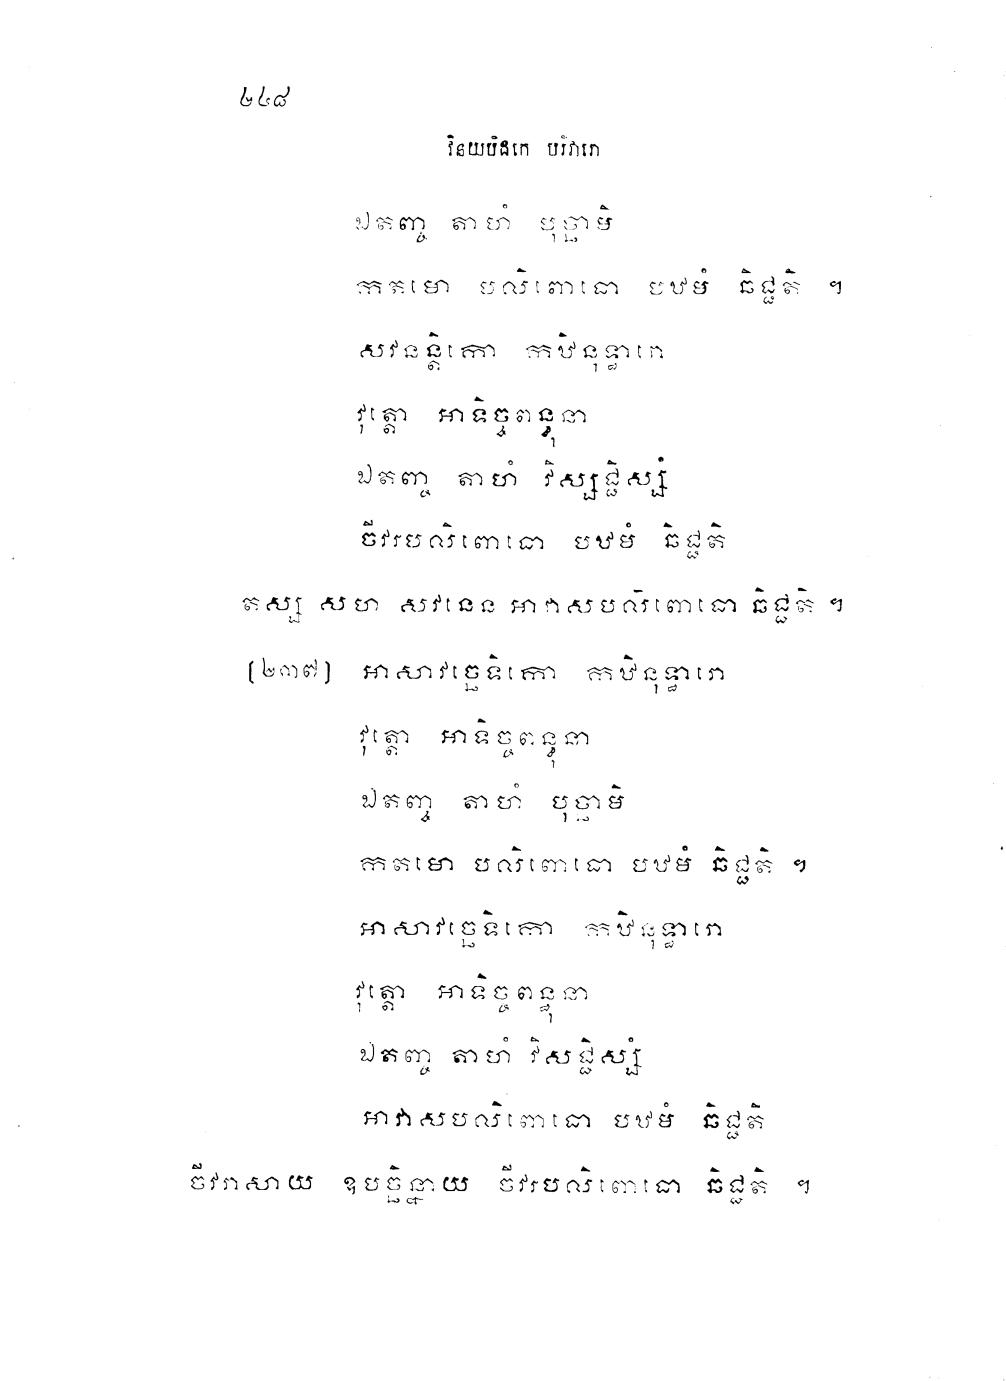 ២៤៨
វិនយបិដកេ បរិវារោ
ឯតញ្ច តាហំ បុច្ឆាមិ
កតមោ បលិពោធោ បឋមំ ឆិជ្ជតិ ។
សវនន្តិកោ កឋិនុទ្ធារោ
វុត្តោ អាទិច្ចពន្ធុនា
ឯតញ្ច តាហំ វិស្សជ្ជិស្សំ
ចីវរបលិពោធោ បឋមំ ឆិជ្ជតិ
តស្ស សហ សវនេន អាវាសបលិពោធោ ឆិជ្ជតិ ។
[២៣៧] អាសាវច្ឆេទិកោ កឋិនុទ្ធារោ
វុត្តោ អាទិច្ចពន្ធុនា
ឯតញ្ច តាហំ បុច្ឆាមិ
កតមោ បលិពោធោ បឋមំ ឆិជ្ជតិ ។
អាសាវច្ឆេទិកោ កឋិនុទ្ធារោ
វុត្តោ អាទិច្ចពន្ធុនា
ឯតញ្ច តាហំ វិសជ្ជិស្សំ
អាវាសបលិពោធោ បឋមំ ឆិជ្ជតិ
ចីវរាសាយ ឧបច្ឆិន្នាយ ចីវរបលិពោធោ ឆិជ្ជតិ ។